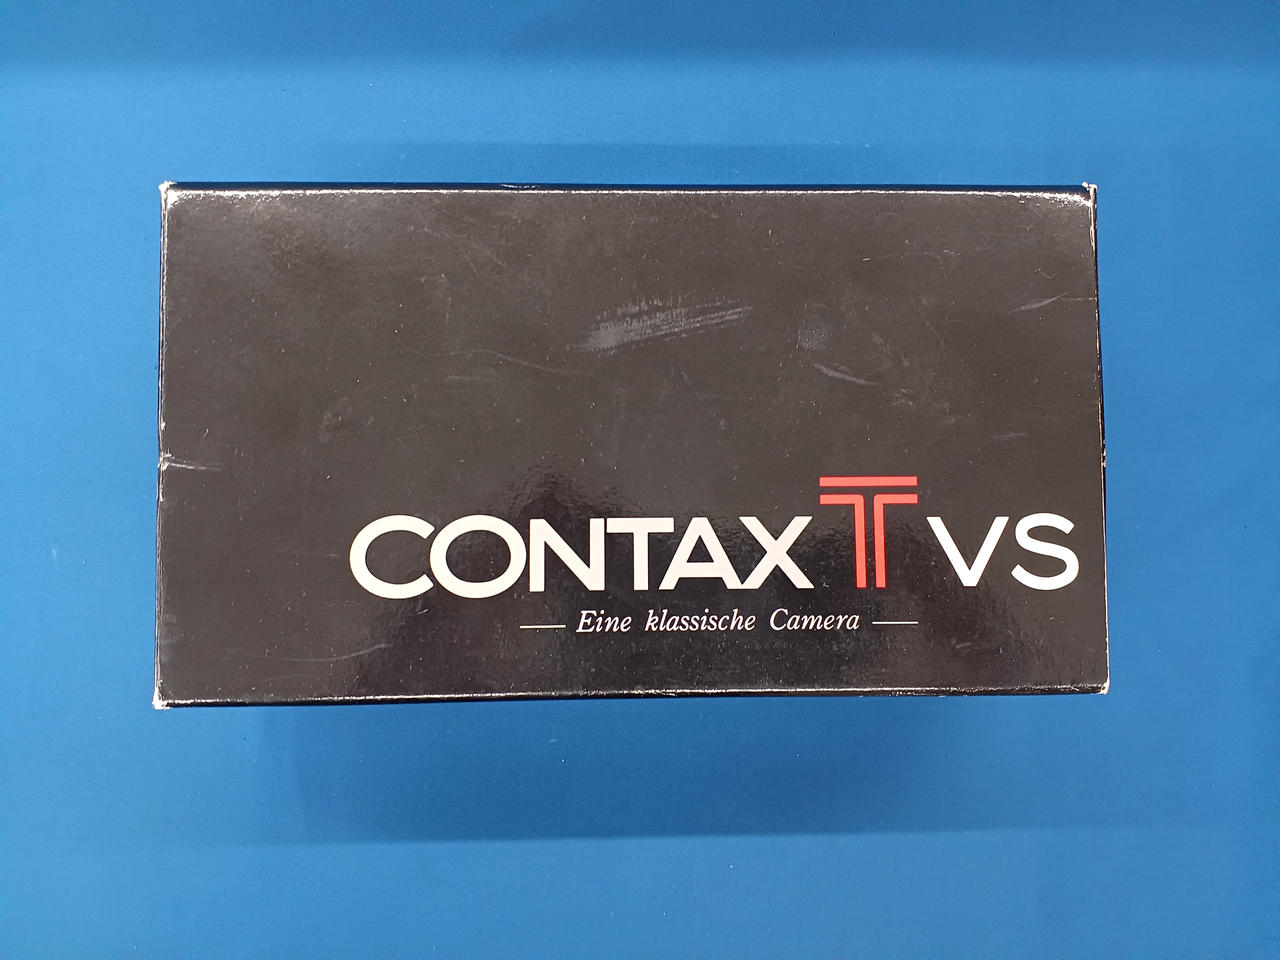 CONTAX T VS
Eine klassische Camera